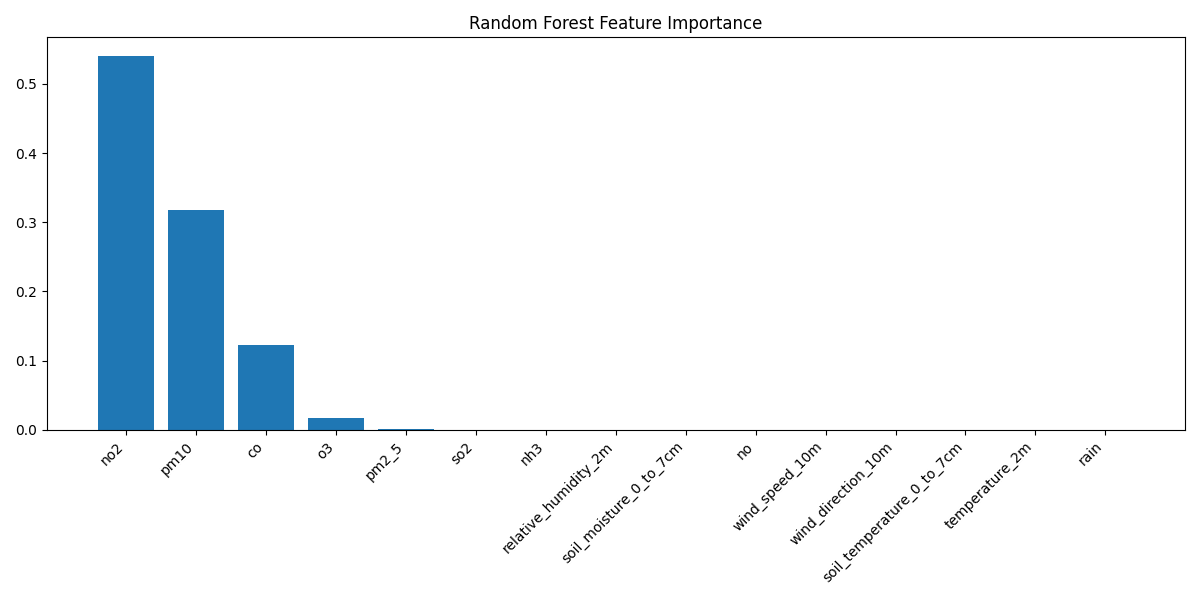 Random Forest Feature Importance
0.5
0.4
0.3
0.2
0.1
0.0
no2
pm10
co
o3
pm2_5
so2
nh3
relative_humidity_2m
soil_moisture_0_to_7cm
no
wind_speed_10m
wind_direction_10m
soil_temperature_0_to_7cm
temperature_2m
rain